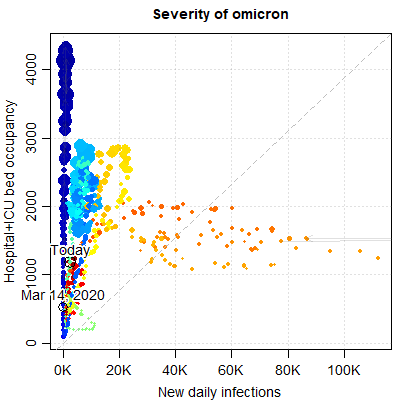 Severity of omicron
Hospital+ICU bed occupancy
4000
3000
2000
1000
0
Today
Mar 14 2020
0K
20K
40K
60K
80K
100K
New daily infections